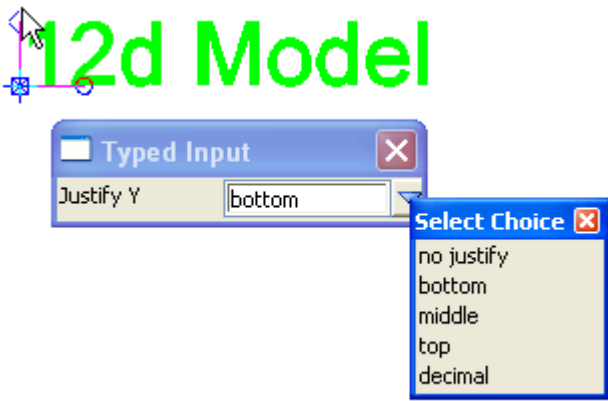 12d Model
Typed Input
Justify Y bottom
Select Choice
no justify
bottom
middle
top
decimal